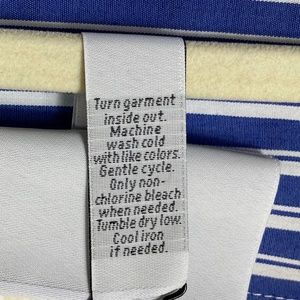 Turn garment
inside out.
Machine
wash cold
with like colors.
Gentle cycle.
Only non-
chlorine bleach
when needed.
Tumble dry low.
Cool iron
if needed.